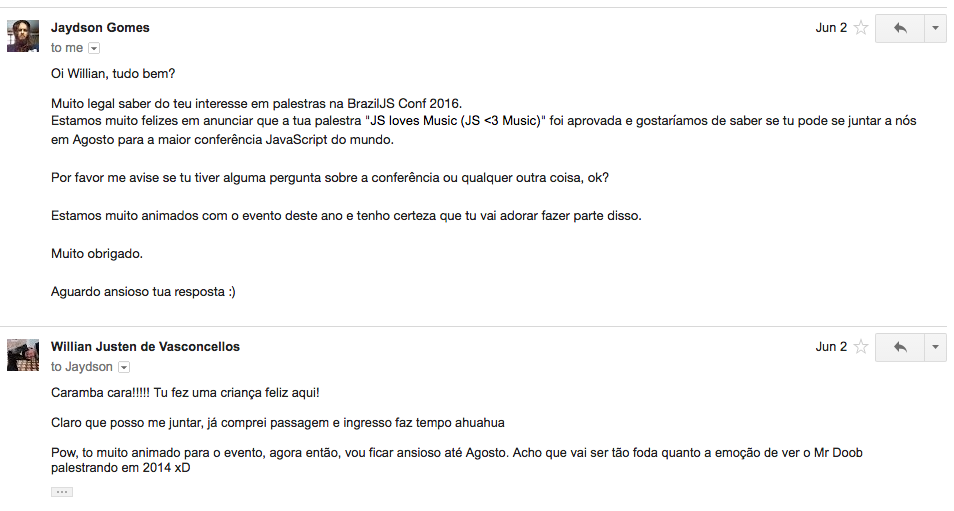 Jaydson Gomes
Jun 2
to me
Oi Willian, tudo bem?
Muito legal saber do teu interesse em palestras na BrazilJS Conf 2016.
Estamos muito felizes em anunciar que a tua palestra "JS loves Music (JS <3 Music)" foi aprovada e gostaríamos de saber se tu pode se juntar a nós
em Agosto para a maior conferência JavaScript do mundo.
Por favor me avise se tu tiver alguma pergunta sobre a conferência ou qualquer outra coisa, ok?
Estamos muito animados com o evento deste ano e tenho certeza que tu vai adorar fazer parte disso.
Muito obrigado.
Aguardo ansioso tua resposta :)
Willian Justen de Vasconcellos
Jun 2
to Jaydson
Caramba cara!!!!! Tu fez uma criança feliz aqui!
Claro que posso me juntar, já comprei passagem e ingresso faz tempo ahuahua
Pow, to muito animado para o evento, agora então, vou ficar ansioso até Agosto. Acho que vai ser tão foda quanto a emoção de ver o Mr Doob
palestrando em 2014 xD